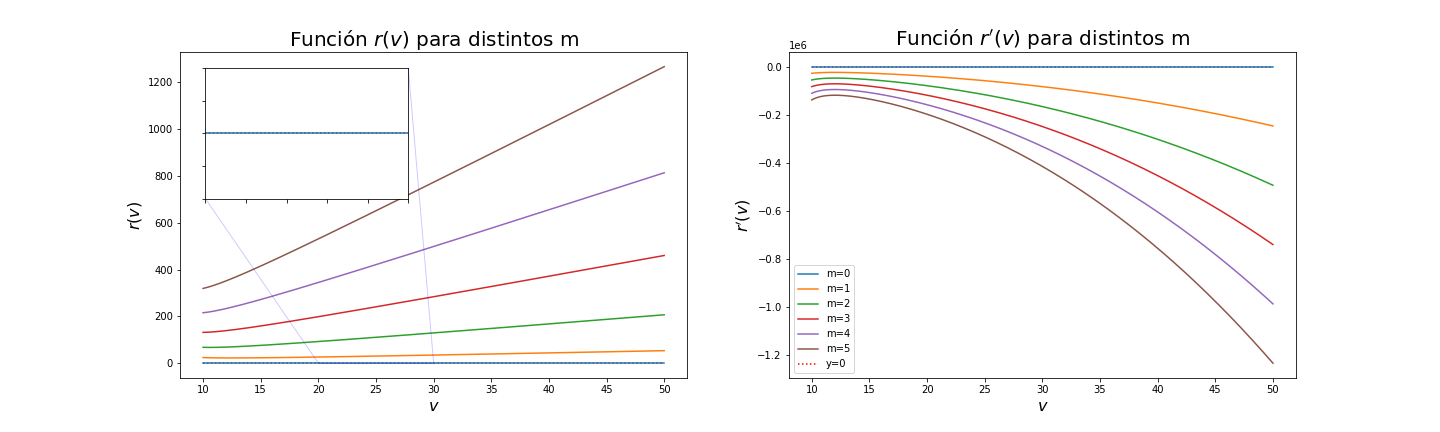 Función r(v) para distintos m
1200
1000
800
600
400
200
0
r(v)
10 15 20 25 30 35 40 45 50
v
Función r′(v) para distintos m
1e6
0.0
−0.2
−0.4
−0.6
−0.8
−1.0
−1.2
r′(v)
m=0
m=1
m=2
m=3
m=4
m=5
y=0
10 15 20 25 30 35 40 45 50
v